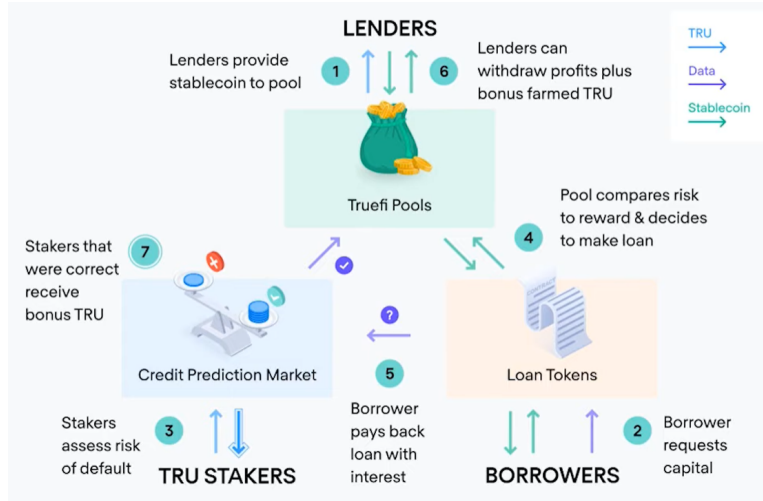 LENDERS
Lenders provide
stablecoin to pool
1
6
Lenders can
withdraw profits plus
bonus farmed TRU
TRU
Data
Stablecoin
Truefi Pools
Pool compares risk
to reward & decides
to make loan
4
7
Stakers that
were correct
receive
bonus TRU
?
CONTRACT
Credit Prediction Market
Loan Tokens
5
Borrower
pays back
loan with
interest
Stakers
assess risk
of default
3
TRU STAKERS
2
Borrower
requests
capital
BORROWERS